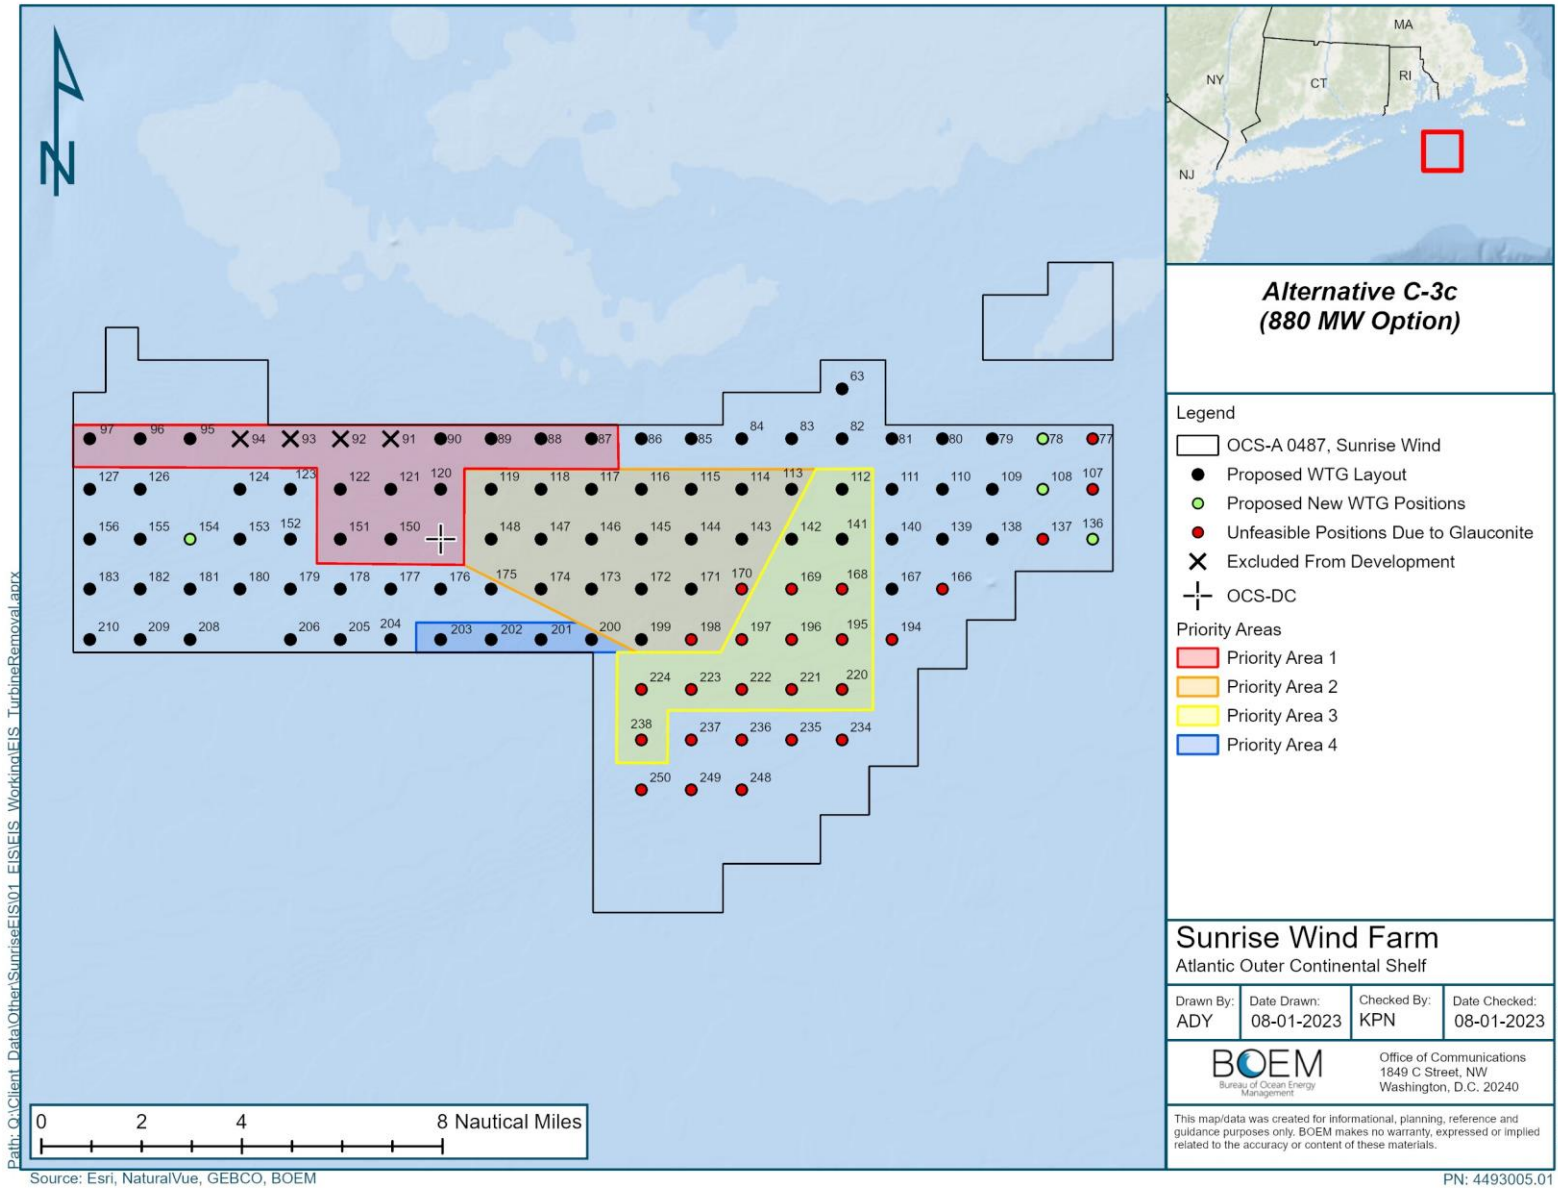 N
MA
NY
CT
RI
NJ
Alternative C-3c
(880 MW Option)
63
97 96 95 94 93 92 91 90 89 88 87 86 85 84 83 82 81 80 79 78 77
127 126 124 123 122 121 120 119 118 117 116 115 114 113 112 111 110 109 108 107
156 155 154 153 152 151 150 148 147 146 145 144 143 142 141 140 139 138 137 136
183 182 181 180 179 178 177 176 175 174 173 172 171 170 169 168 167 166
210 209 208 206 205 204 203 202 201 200 199 198 197 196 195 194
224 223 222 221 220
238 237 236 235 234
250 249 248
Legend
OCS-A 0487, Sunrise Wind
Proposed WTG Layout
Proposed New WTG Positions
Unfeasible Positions Due to Glauconite
Excluded From Development
OCS-DC
Priority Areas
Priority Area 1
Priority Area 2
Priority Area 3
Priority Area 4
Sunrise Wind Farm
Atlantic Outer Continental Shelf
Drawn By:
ADY
Date Drawn:
08-01-2023
Checked By:
KPN
Date Checked:
08-01-2023
BOEM
Bureau of Ocean Energy
Management
Office of Communications
1849 C Street, NW
Washington, D.C. 20240
This map/data was created for informational, planning, reference and
guidance purposes only. BOEM makes no warranty, expressed or implied
related to the accuracy or content of these materials.
0 2 4 8 Nautical Miles
Path: Q:\Client_Data\Other\SunriseEIS\01_EIS\EIS_Working\EIS_TurbineRemoval.aprx
Source: Esri, NaturalVue, GEBCO, BOEM
PN: 4493005.01